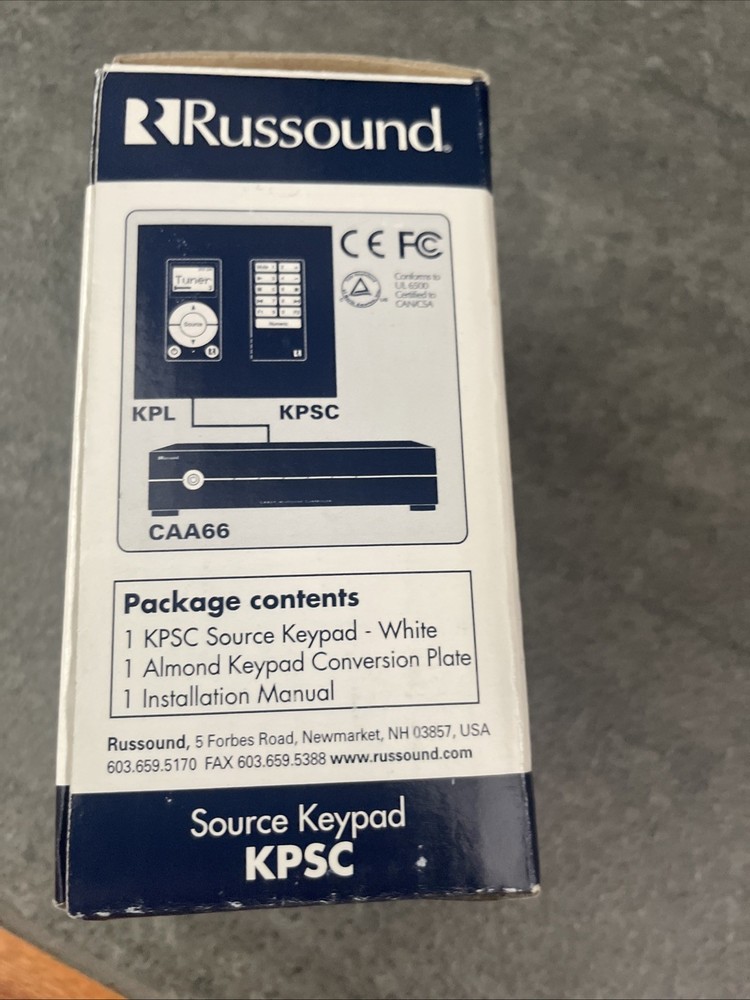 Russound®
CE FC
Tuner
Source
Conforms to
UL 6500
Certified to
CAN/CSA
KPL
KPSC
Russound
CAA66
Package contents
1 KPSC Source Keypad - White
1 Almond Keypad Conversion Plate
1 Installation Manual
Russound, 5 Forbes Road, Newmarket, NH 03857, USA
603.659.5170 FAX 603.659.5388 www.russound.com
Source Keypad
KPSC